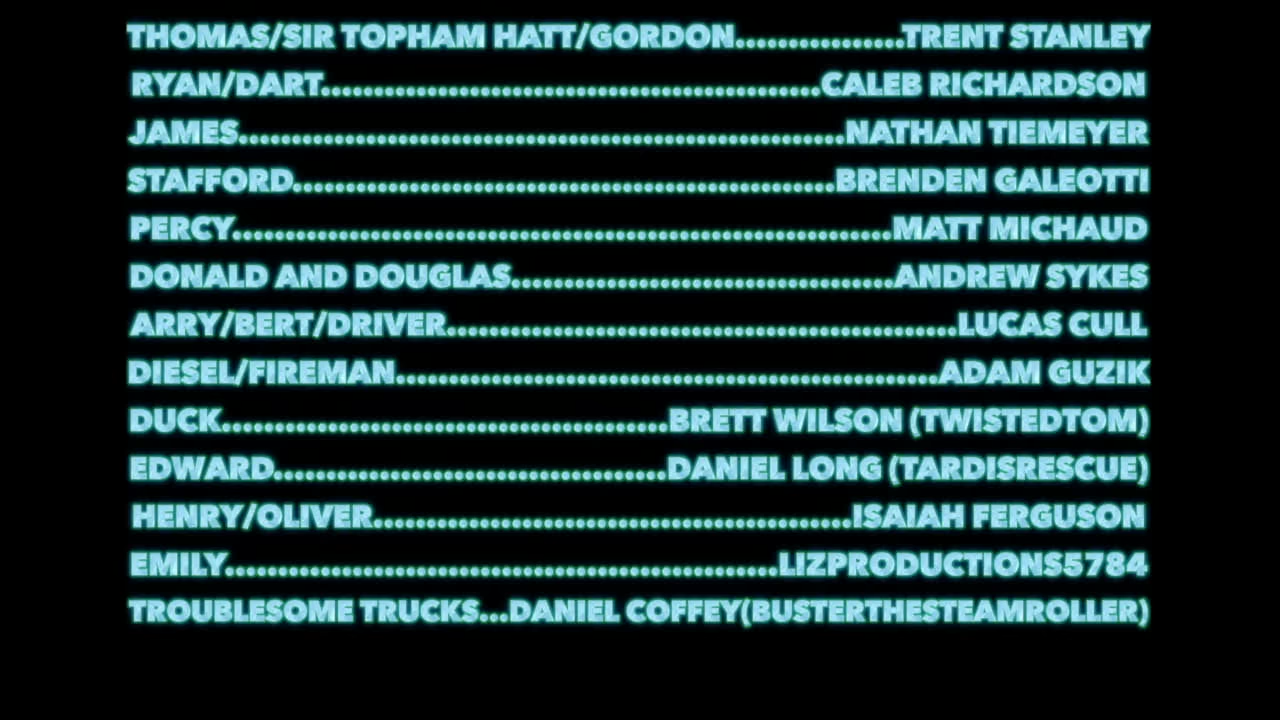 THOMAS/SIR TOPHAM HATT/GORDON................TRENT STANLEY
RYAN/DART...............................................CALEB RICHARDSON
JAMES.........................................................NATHAN TIEMEYER
STAFFORD...................................................BRENDEN GALEOTTI
PERCY..............................................................MATT MICHAUD
DONALD AND DOUGLAS....................................ANDREW SYKES
ARRY/BERT/DRIVER................................................LUCAS CULL
DIESEL/FIREMAN...................................................ADAM GUZIK
DUCK..........................................BRETT WILSON (TWISTEDTOM)
EDWARD.....................................DANIEL LONG (TARDISRESCUE)
HENRY/OLIVER.............................................ISAIAH FERGUSON
EMILY....................................................LIZPRODUCTIONS5784
TROUBLESOME TRUCKS...DANIEL COFFEY(BUSTERTHESTEAMROLLER)